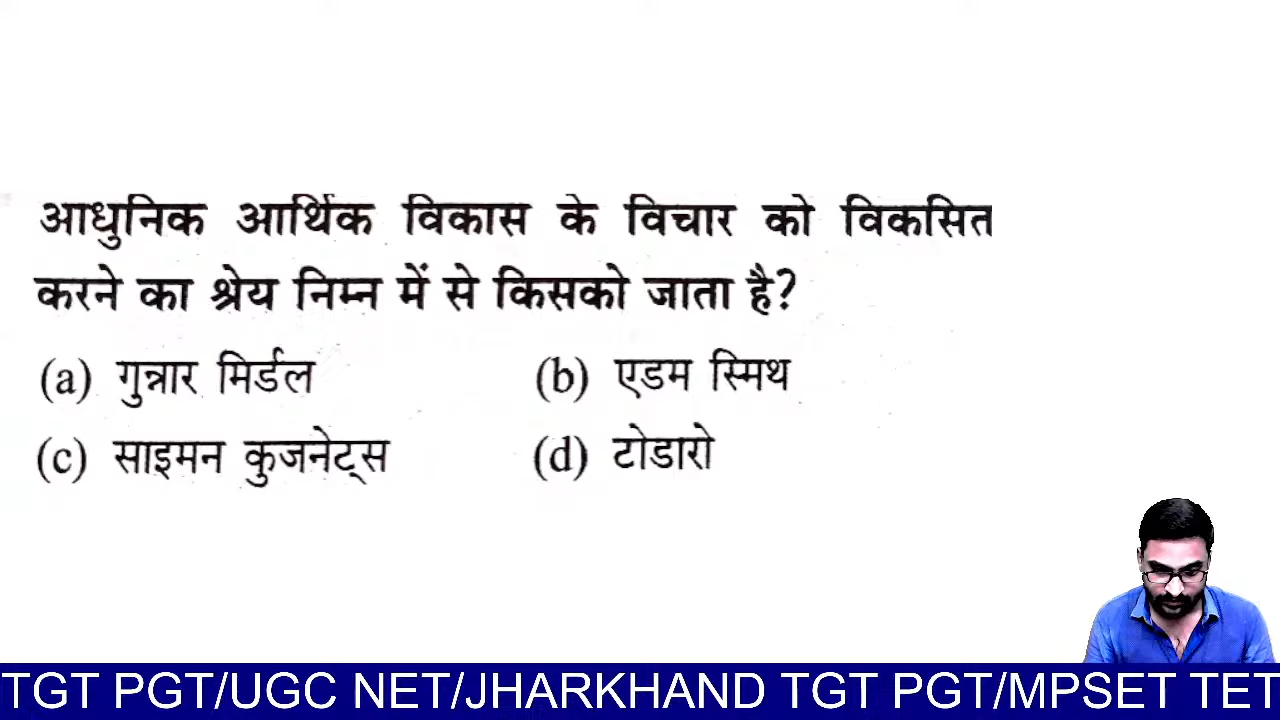 आधुनिक आर्थिक विकास के विचार को विकसित
करने का श्रेय निम्न में से किसको जाता है?
(a) गुन्नार मिर्डल (b) एडम स्मिथ
(c) साइमन कुजनेट्स (d) टोडारो
TGT PGT/UGC NET/JHARKHAND TGT PGT/MPSET TET